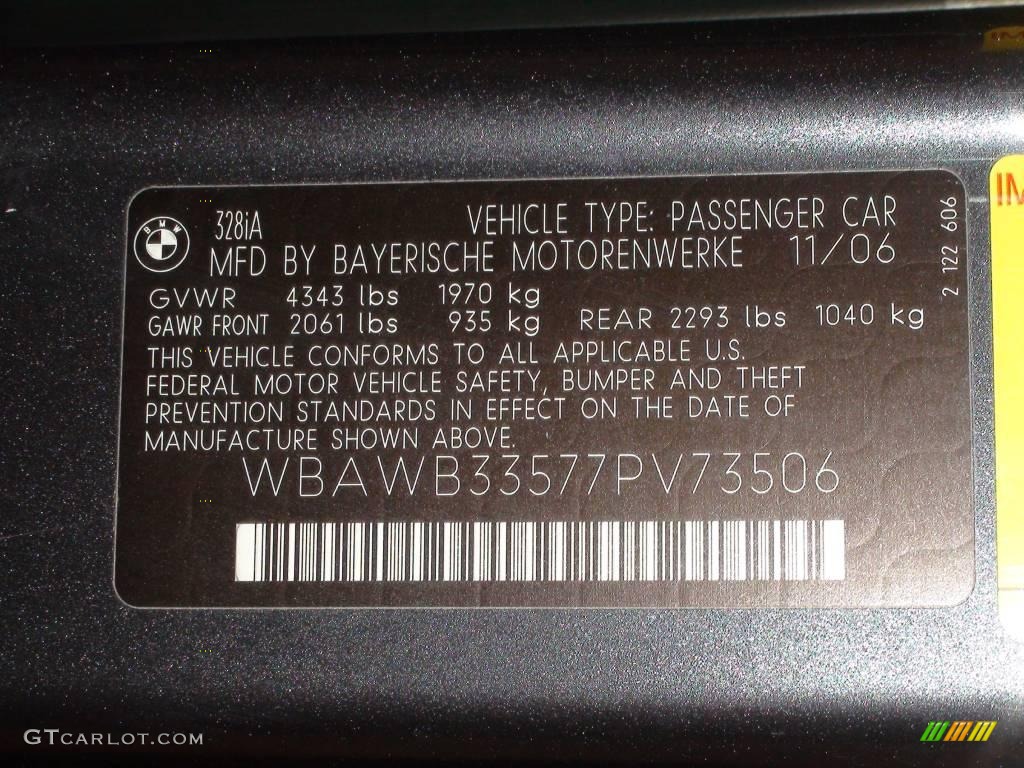 BMW
328iA
VEHICLE TYPE: PASSENGER CAR
MFD BY BAYERISCHE MOTORENWERKE 11/06
GVWR 4343 lbs 1970 kg
GAWR FRONT 2061 lbs 935 kg REAR 2293 lbs 1040 kg
THIS VEHICLE CONFORMS TO ALL APPLICABLE U.S.
FEDERAL MOTOR VEHICLE SAFETY, BUMPER AND THEFT
PREVENTION STANDARDS IN EFFECT ON THE DATE OF
MANUFACTURE SHOWN ABOVE.
WBAWB33577PV73506
2 122 606
GTCARLOT.COM